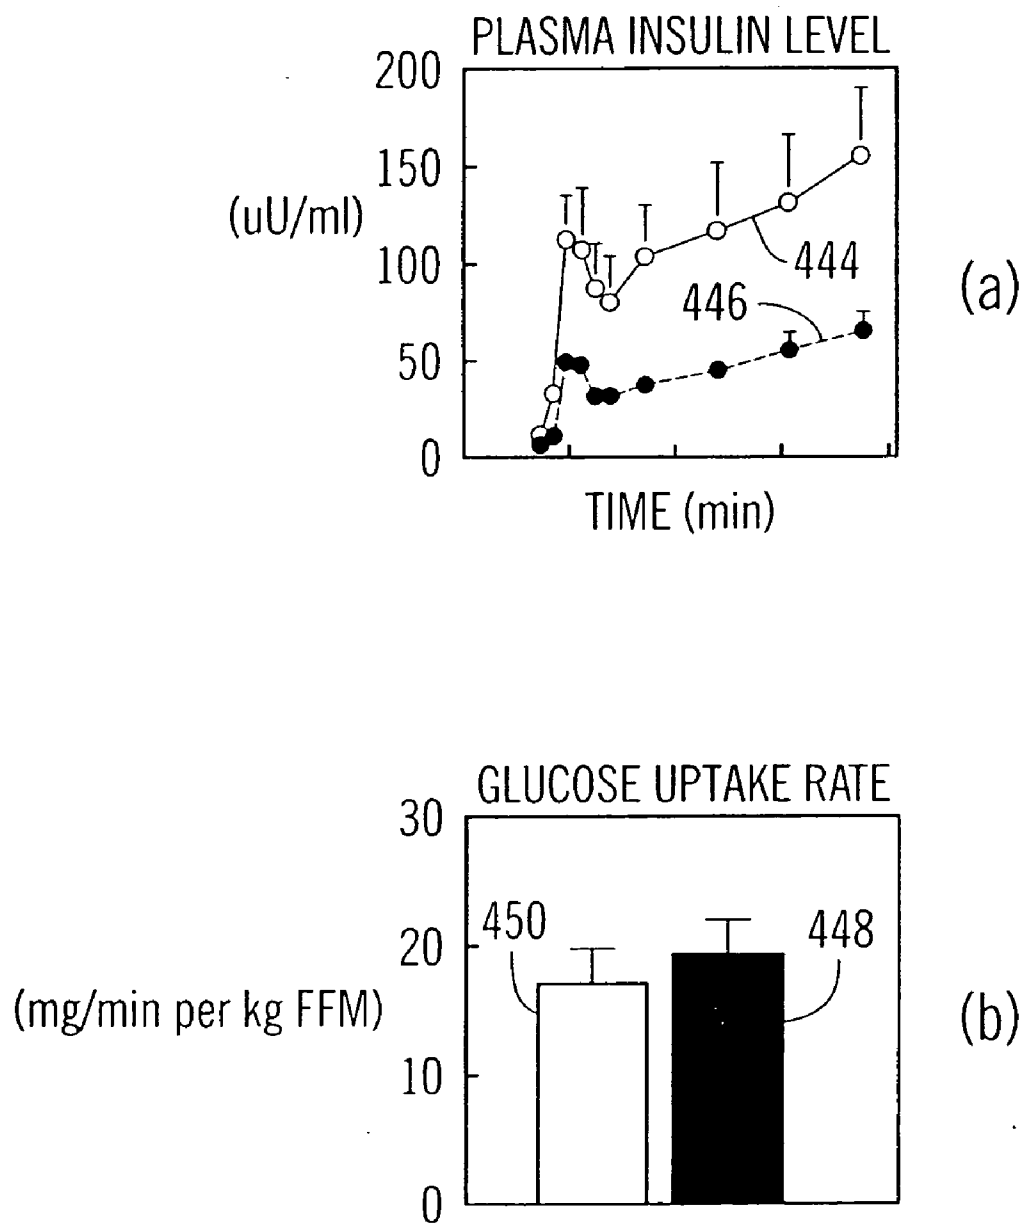 PLASMA INSULIN LEVEL
200
150
(uU/ml)
100
444
(a)
446
50
0
TIME (min)
GLUCOSE UPTAKE RATE
30
450
448
20
(mg/min per kg FFM)
(b)
10
0